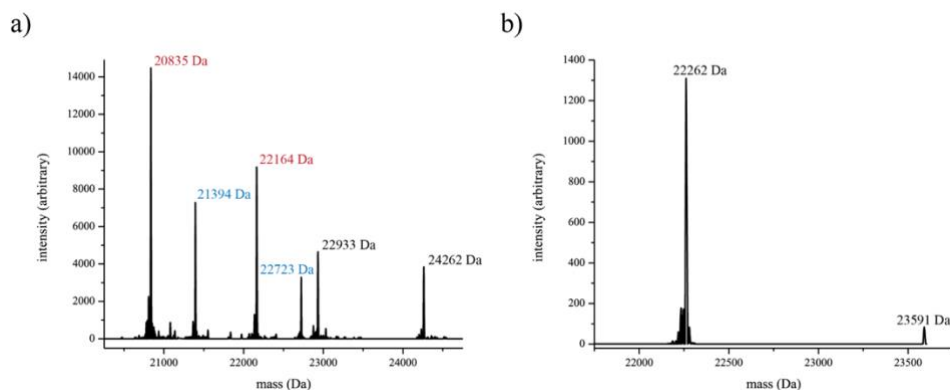 a)
20835 Da
22164 Da
21394 Da
22933 Da
22723 Da
24262 Da
14000
12000
10000
8000
6000
4000
2000
0
intensity (arbitrary)
21000
22000
23000
24000
mass (Da)
b)
22262 Da
23591 Da
1400
1200
1000
800
600
400
200
0
intensity (arbitrary)
22000
22500
23000
23500
mass (Da)